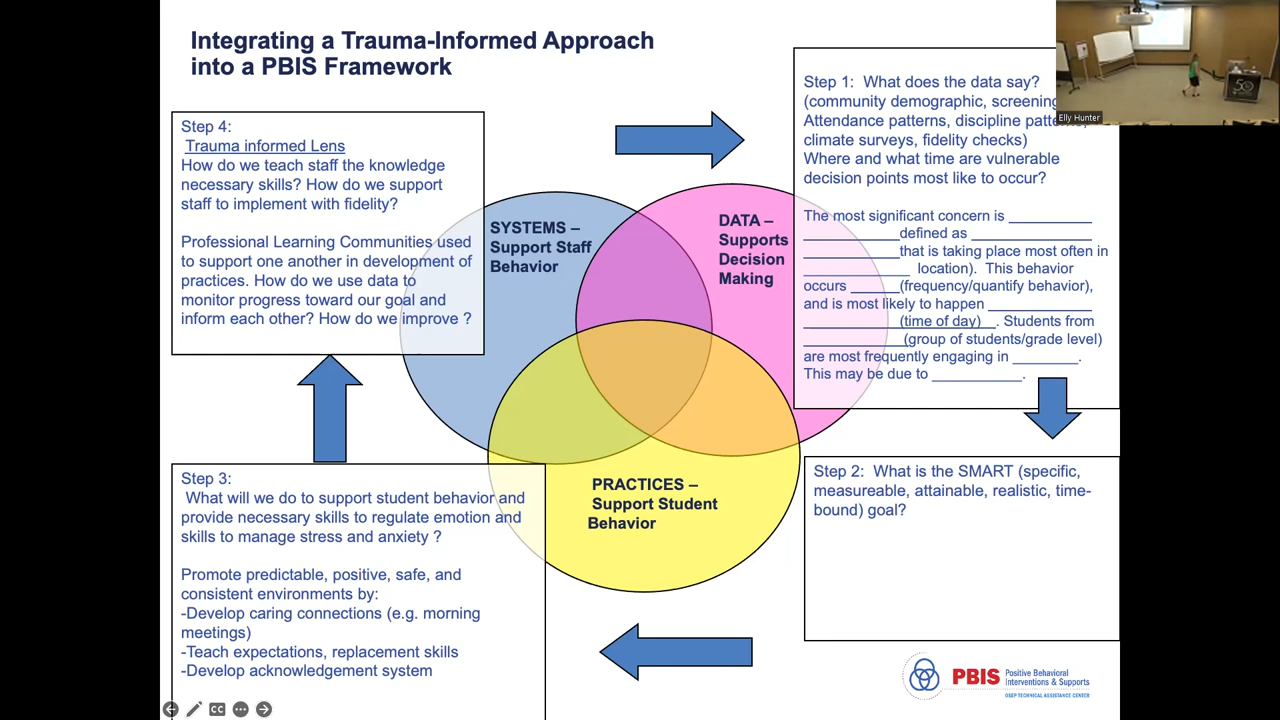 Integrating a Trauma-Informed Approach
into a PBIS Framework
Step 4:
Trauma informed Lens
How do we teach staff the knowledge
necessary skills? How do we support
staff to implement with fidelity?
Professional Learning Communities used
to support one another in development of
practices. How do we use data to
monitor progress toward our goal and
inform each other? How do we improve ?
SYSTEMS –
Support Staff
Behavior
DATA –
Supports
Decision
Making
Step 1: What does the data say?
(community demographic, screening
Attendance patterns, discipline patterns,
climate surveys, fidelity checks)
Where and what time are vulnerable
decision points most like to occur?
The most significant concern is __________
____________defined as _______________
____________that is taking place most often in
_____________ location). This behavior
occurs ______(frequency/quantify behavior),
and is most likely to happen _____________
____________(time of day)__. Students from
_____________(group of students/grade level)
are most frequently engaging in ________.
This may be due to ___________.
Elly Hunter
50
Step 3:
What will we do to support student behavior and
provide necessary skills to regulate emotion and
skills to manage stress and anxiety ?
Promote predictable, positive, safe, and
consistent environments by:
-Develop caring connections (e.g. morning
meetings)
-Teach expectations, replacement skills
-Develop acknowledgement system
PRACTICES –
Support Student
Behavior
Step 2: What is the SMART (specific,
measureable, attainable, realistic, time-
bound) goal?
PBIS Positive Behavioral
Interventions & Supports
OSEP TECHNICAL ASSISTANCE CENTER
CC